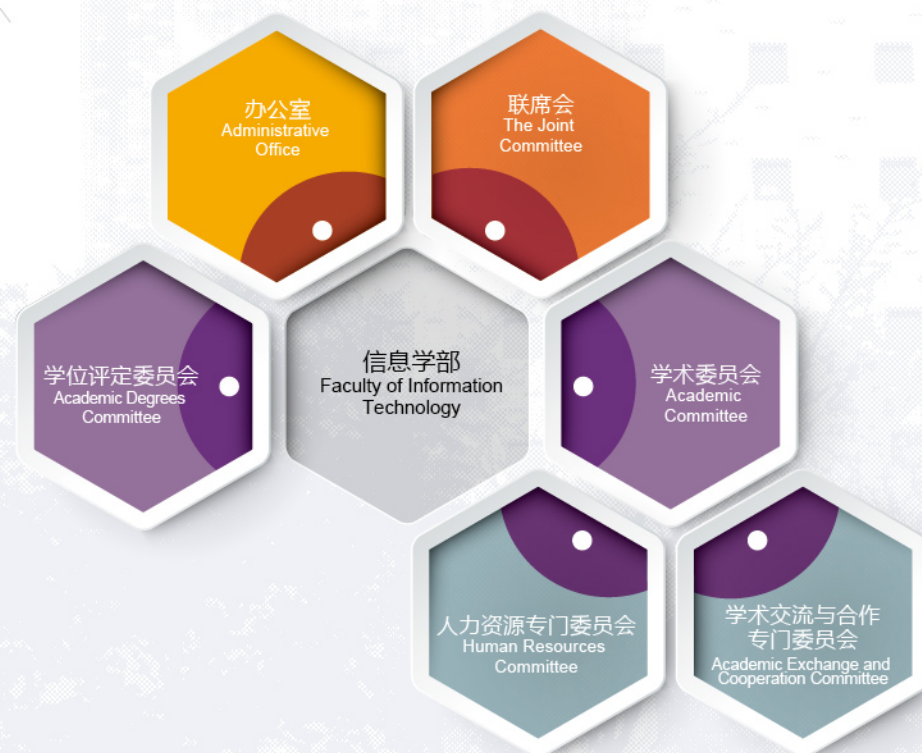 办公室
Administrative
Office
联席会
The Joint
Committee
学位评定委员会
Academic Degrees
Committee
信息学部
Faculty of Information
Technology
学术委员会
Academic
Committee
人力资源专门委员会
Human Resources
Committee
学术交流与合作
专门委员会
Academic Exchange and
Cooperation Committee